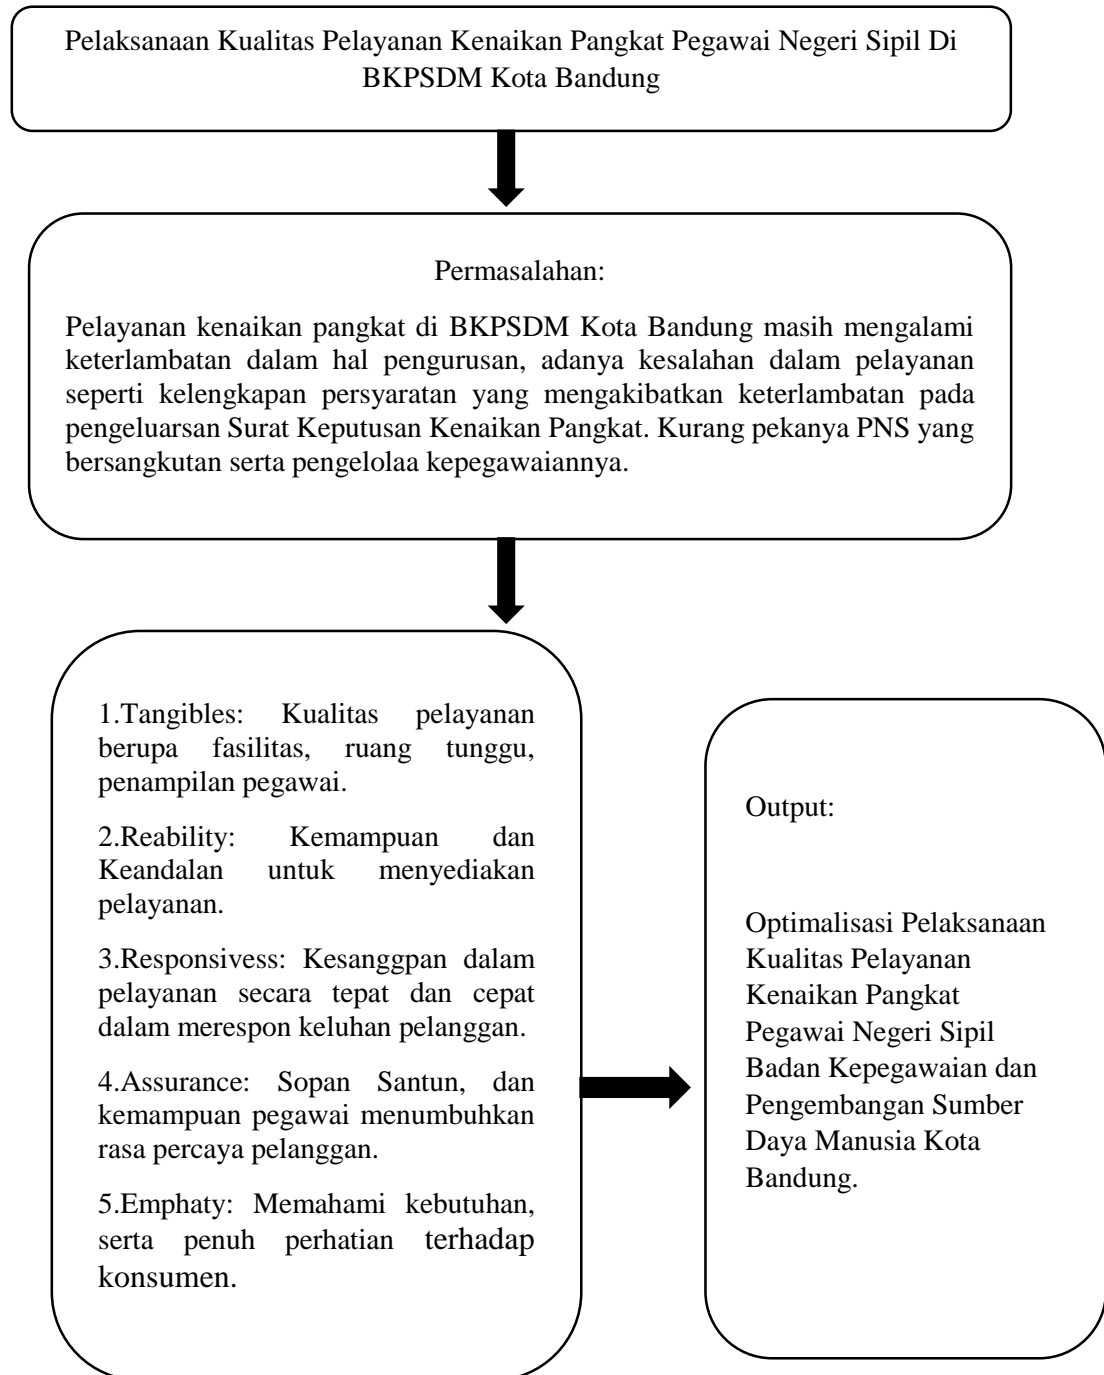 Pelaksanaan Kualitas Pelayanan Kenaikan Pangkat Pegawai Negeri Sipil Di
BKPSDM Kota Bandung
Permasalahan:
Pelayanan kenaikan pangkat di BKPSDM Kota Bandung masih mengalami
keterlambatan dalam hal pengurusan, adanya kesalahan dalam pelayanan
seperti kelengkapan persyaratan yang mengakibatkan keterlambatan pada
pengeluarsan Surat Keputusan Kenaikan Pangkat. Kurang pekanya PNS yang
bersangkutan serta pengelolaa kepegawaiannya.
1.Tangibles: Kualitas pelayanan
berupa fasilitas, ruang tunggu,
penampilan pegawai.
2.Reability: Kemampuan dan
Keandalan untuk menyediakan
pelayanan.
3.Responsivess: Kesanggpan dalam
pelayanan secara tepat dan cepat
dalam merespon keluhan pelanggan.
4.Assurance: Sopan Santun, dan
kemampuan pegawai menumbuhkan
rasa percaya pelanggan.
5.Emphaty: Memahami kebutuhan,
serta penuh perhatian terhadap
konsumen.
Output:
Optimalisasi Pelaksanaan
Kualitas Pelayanan
Kenaikan Pangkat
Pegawai Negeri Sipil
Badan Kepegawaian dan
Pengembangan Sumber
Daya Manusia Kota
Bandung.